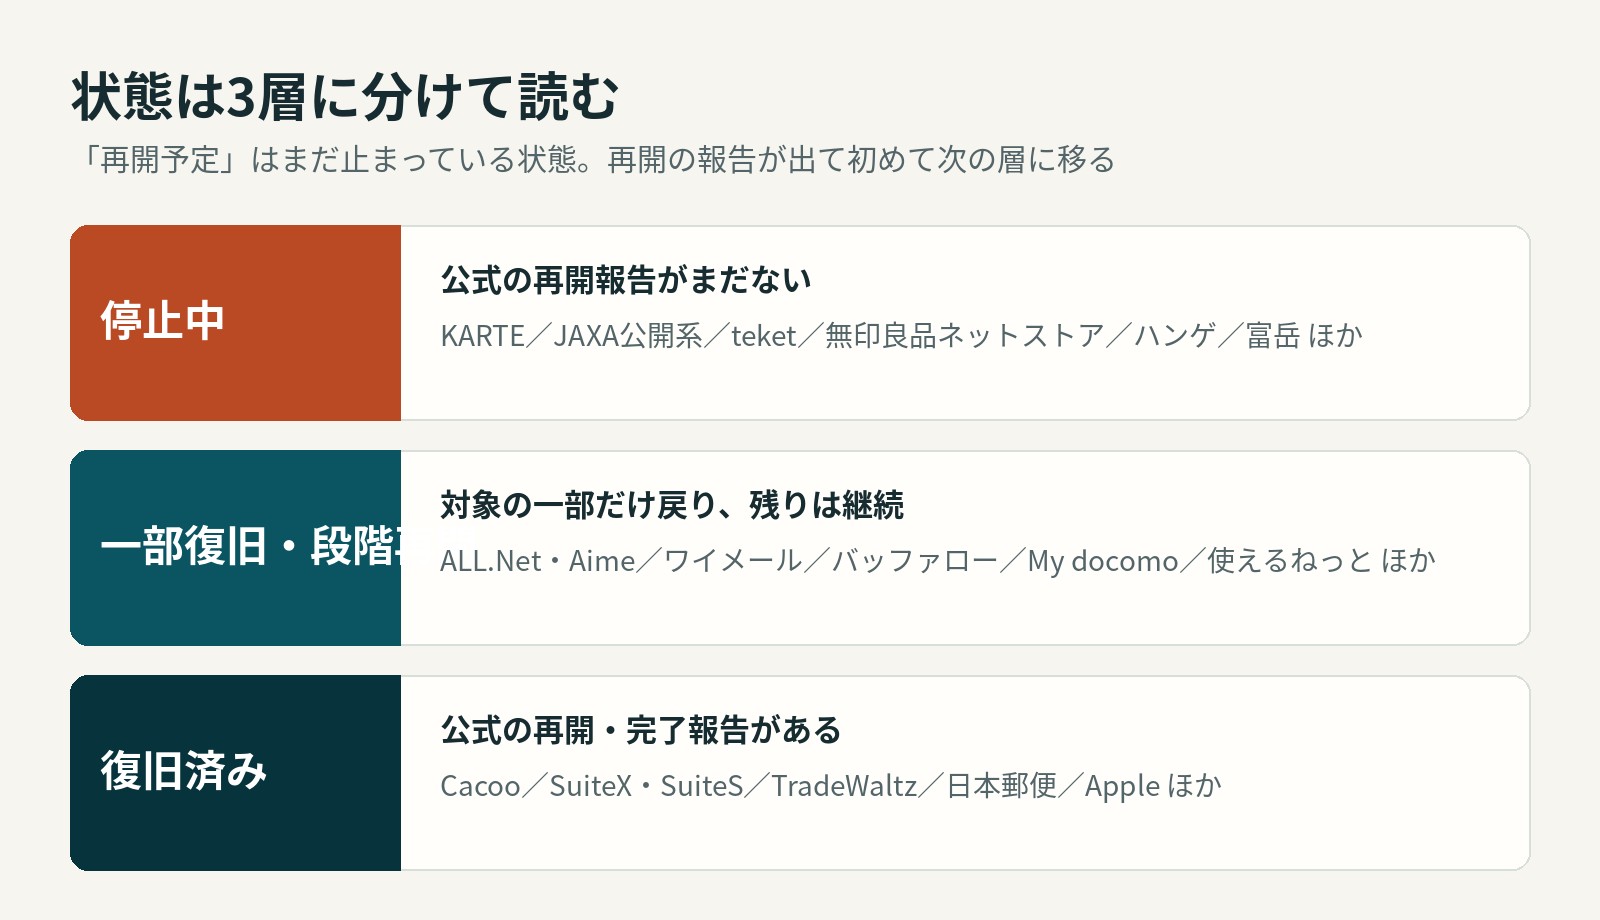 状態は3層に分けて読む
「再開予定」はまだ止まっている状態。再開の報告が出て初めて次の層に移る
停止中
公式の再開報告がまだない
KARTE／JAXA公開系／teket／無印良品ネットストア／ハンゲ／富岳 ほか
一部復旧・段階
対象の一部だけ戻り、残りは継続
ALL.Net・Aime／ワイメール／バッファロー／My docomo／使えるねっと ほか
復旧済み
公式の再開・完了報告がある
Cacoo／SuiteX・SuiteS／TradeWaltz／日本郵便／Apple ほか